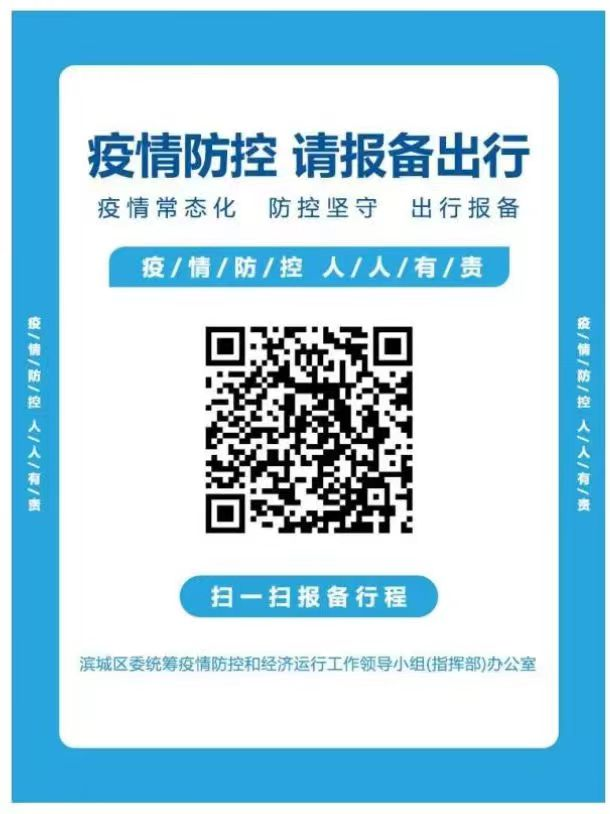 疫情防控 请报备出行
疫情常态化 防控坚守 出行报备
疫/情/防/控 人/人/有/责
疫/情/防/控 人/人/有/责
疫/情/防/控 人/人/有/责
扫一扫报备行程
滨城区委统筹疫情防控和经济运行工作领导小组(指挥部)办公室